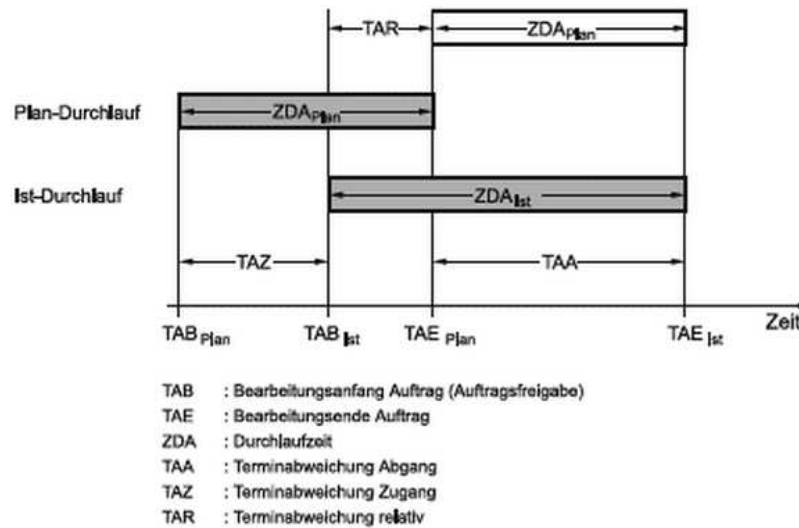 TAR ZDA Plan
Plan-Durchlauf ZDA Plan
Ist-Durchlauf ZDA Ist
TAZ TAA
TAB Plan TAB Ist TAE Plan TAE Ist Zeit
TAB : Bearbeitungsanfang Auftrag (Auftragsfreigabe)
TAE : Bearbeitungsende Auftrag
ZDA : Durchlaufzeit
TAA : Terminabweichung Abgang
TAZ : Terminabweichung Zugang
TAR : Terminabweichung relativ